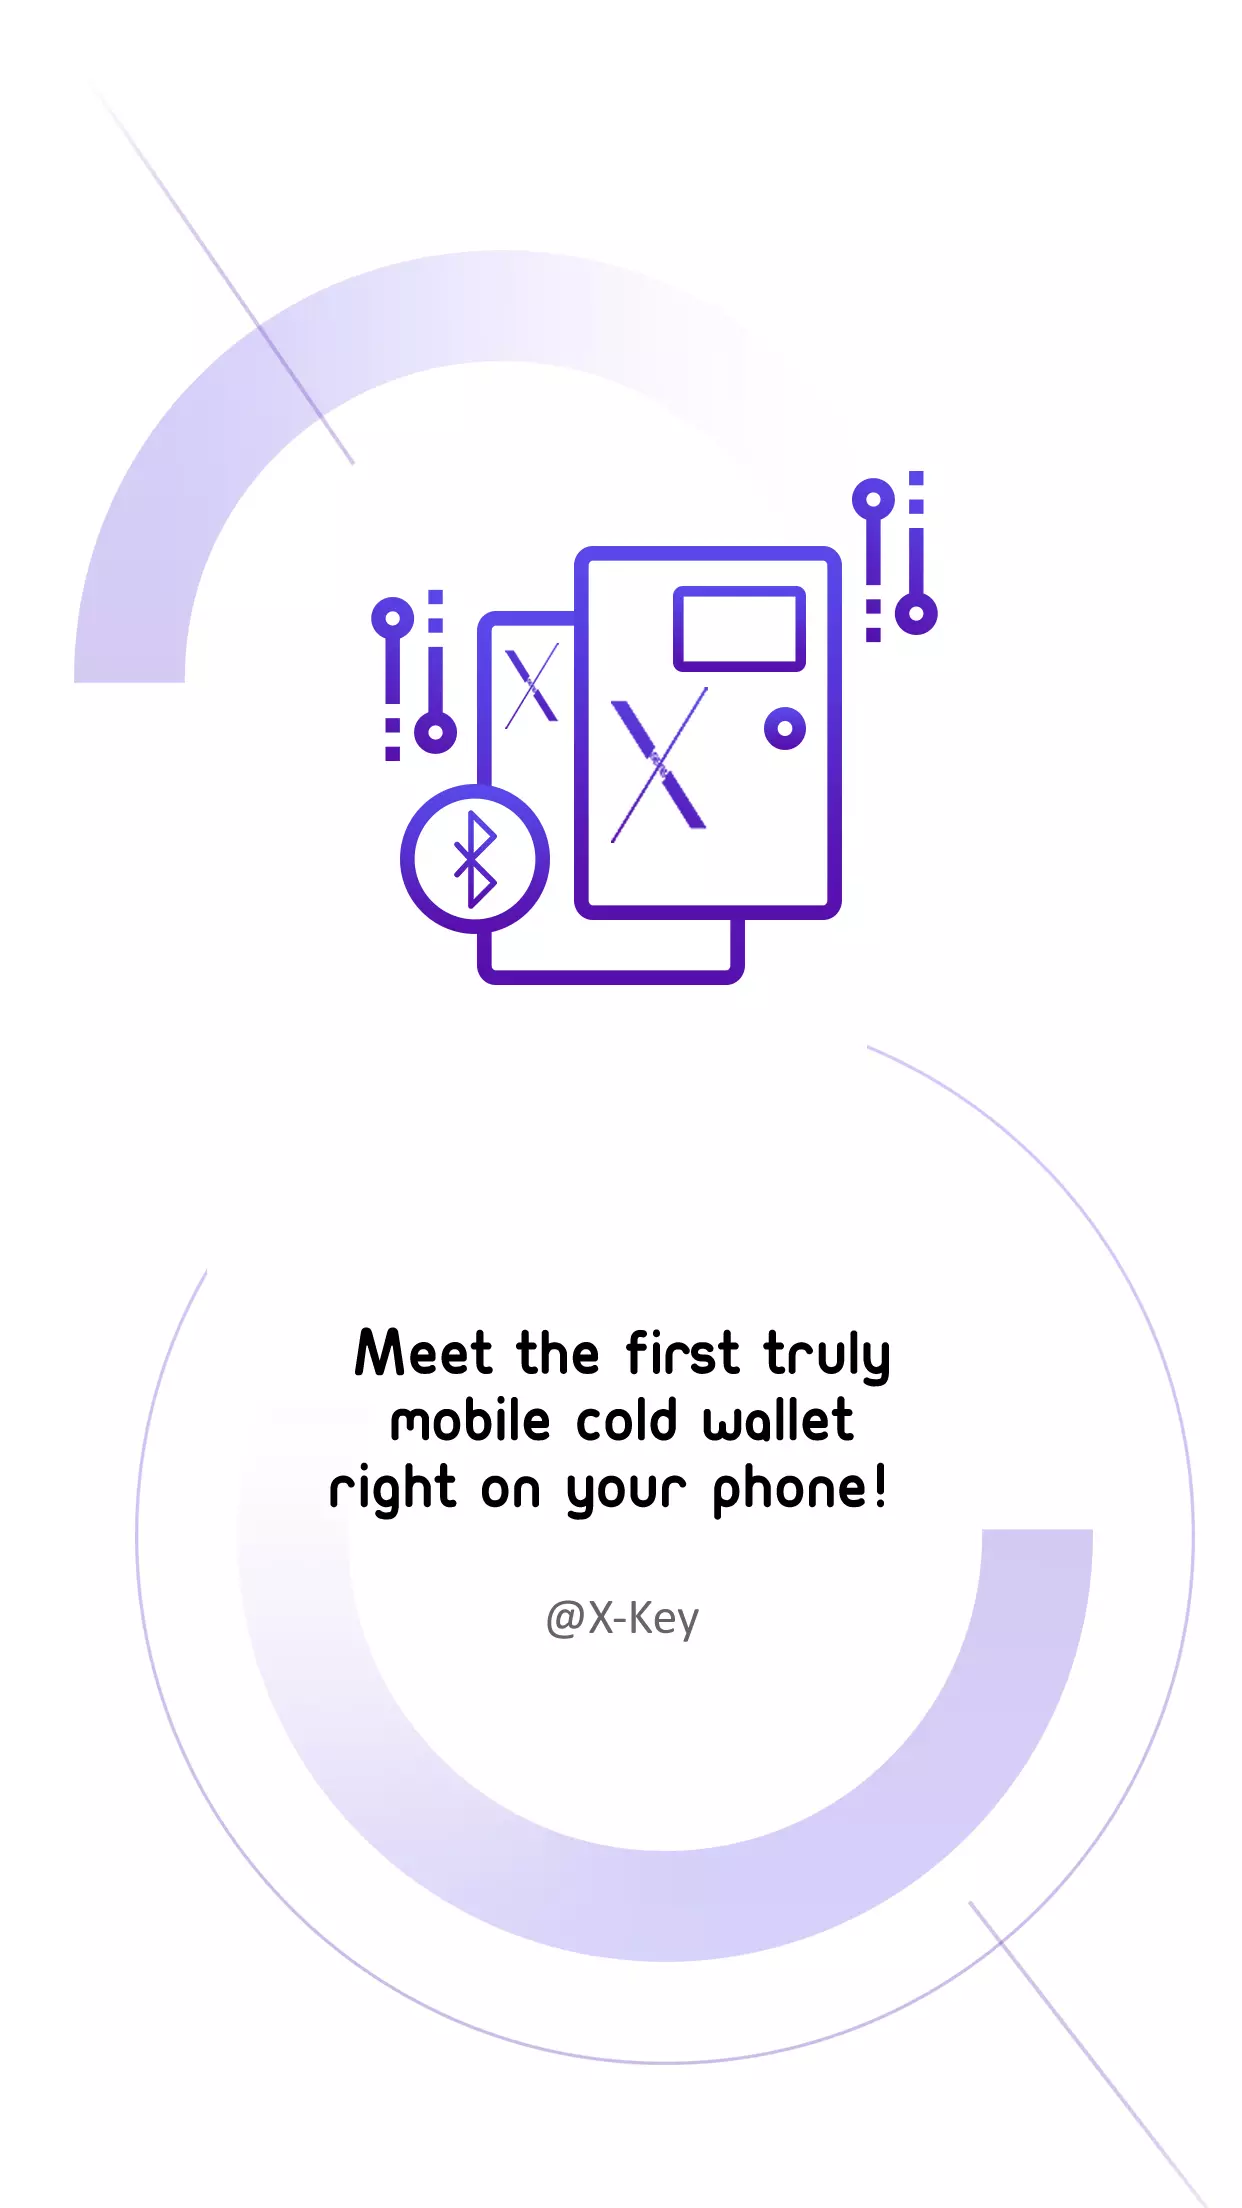 X
X
Meet the first truly
mobile cold wallet
right on your phone!
@X-Key